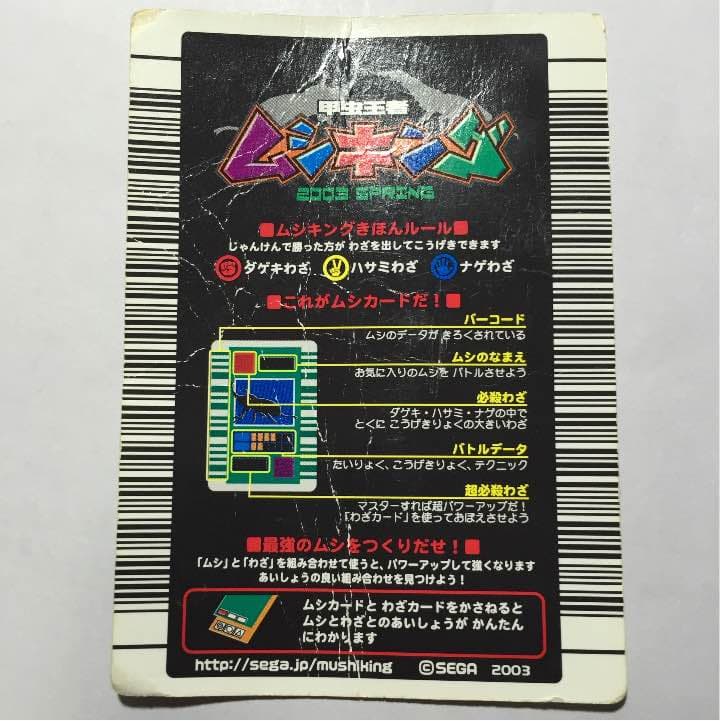 甲虫王者
ムシキング
2003 SPRING
■ムシキングきほんルール■
じゃんけんで勝った方が わざを出してこうげきできます
ダゲキわざ ハサミわざ ナゲわざ
■これがムシカードだ！■
バーコード
ムシのデータが きろくされている
ムシのなまえ
お気に入りのムシを バトルさせよう
必殺わざ
ダゲキ・ハサミ・ナゲの中で
とくに こうげきりょくの大きいわざ
バトルデータ
たいりょく、こうげきりょく、テクニック
超必殺わざ
マスターすれば超パワーアップだ！
「わざカード」を使っておぼえさせよう
■最強のムシをつくりだせ！■
「ムシ」と「わざ」を組み合わせて使うと、パワーアップして強くなります
あいしょうの良い組み合わせを見つけよう！
ムシカードと わざカードをかさねると
ムシとわざとのあいしょうが かんたん
にわかります
http://sega.jp/mushiking ©SEGA 2003